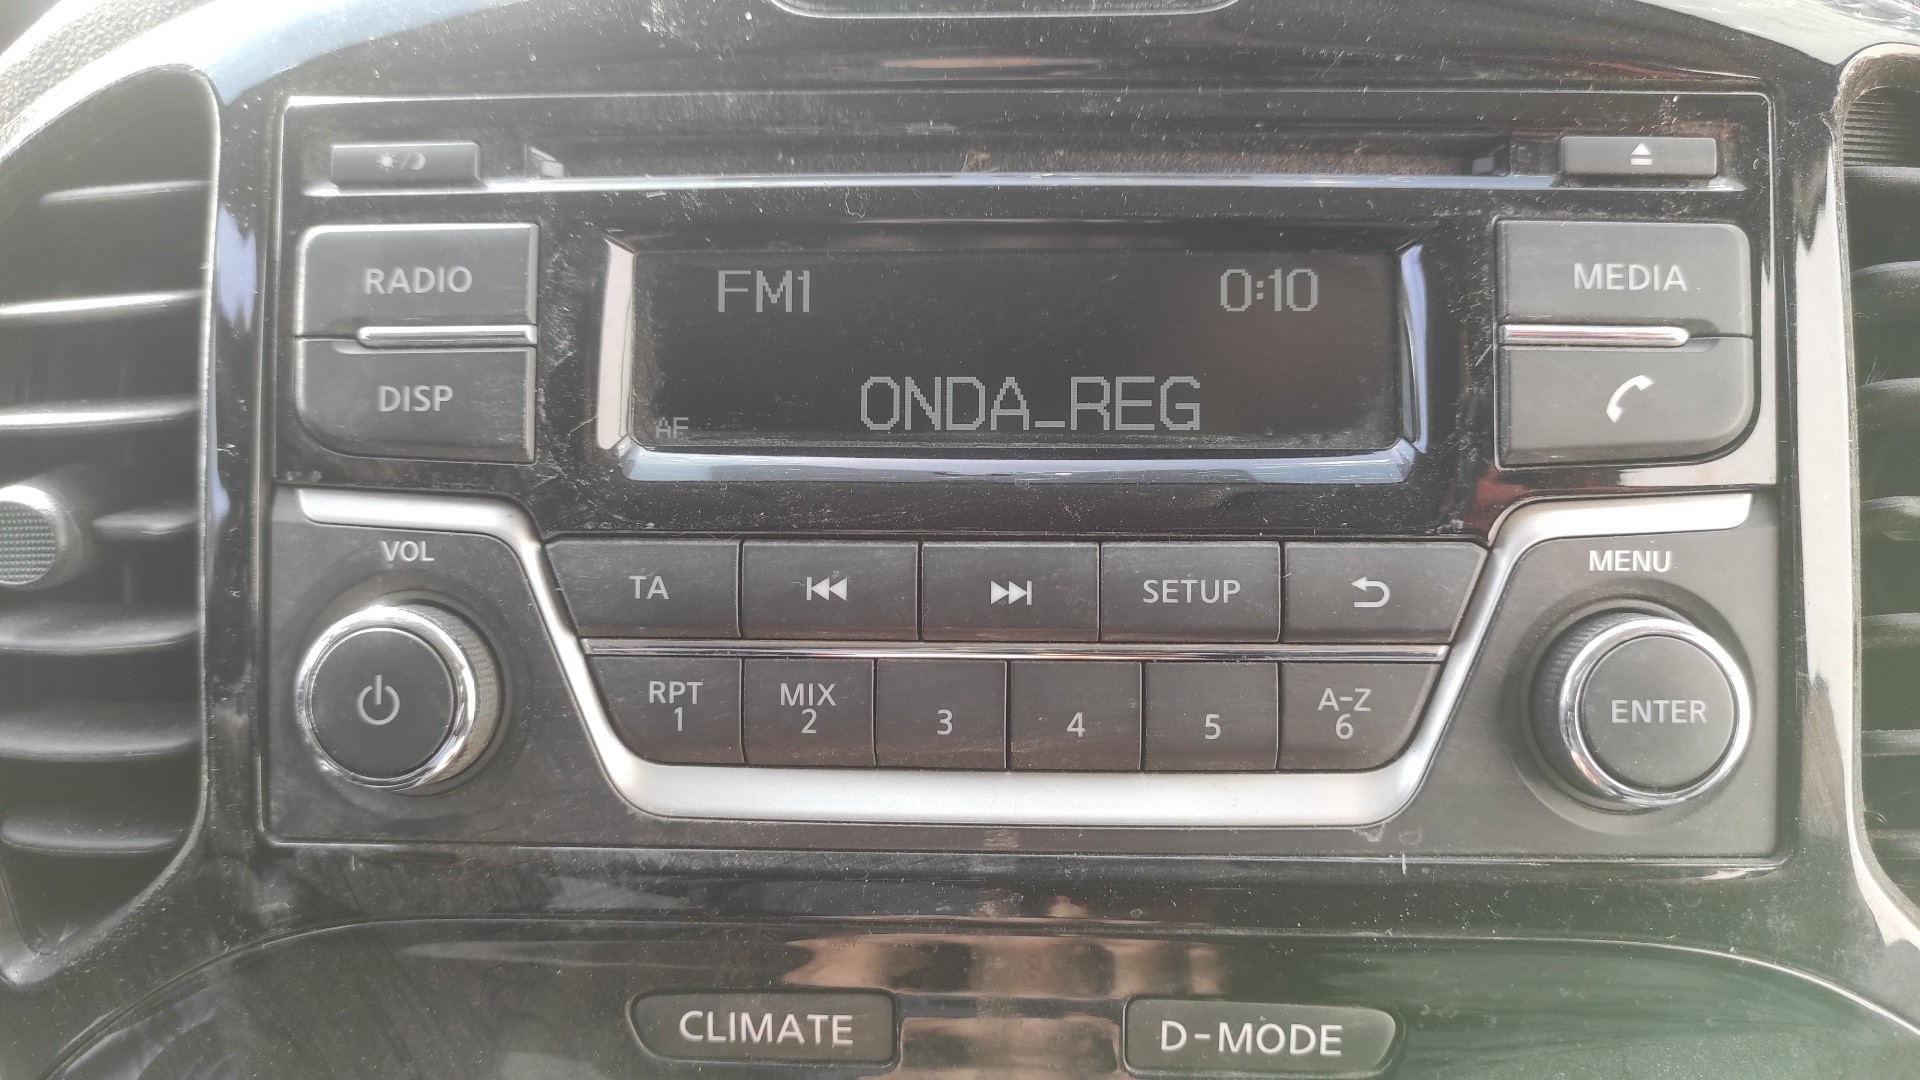 RADIO
DISP
FM1 0:10
AF ONDA_REG
MEDIA
VOL
MENU
TA SETUP
RPT MIX A-Z
1 2 3 4 5 6
ENTER
CLIMATE D-MODE